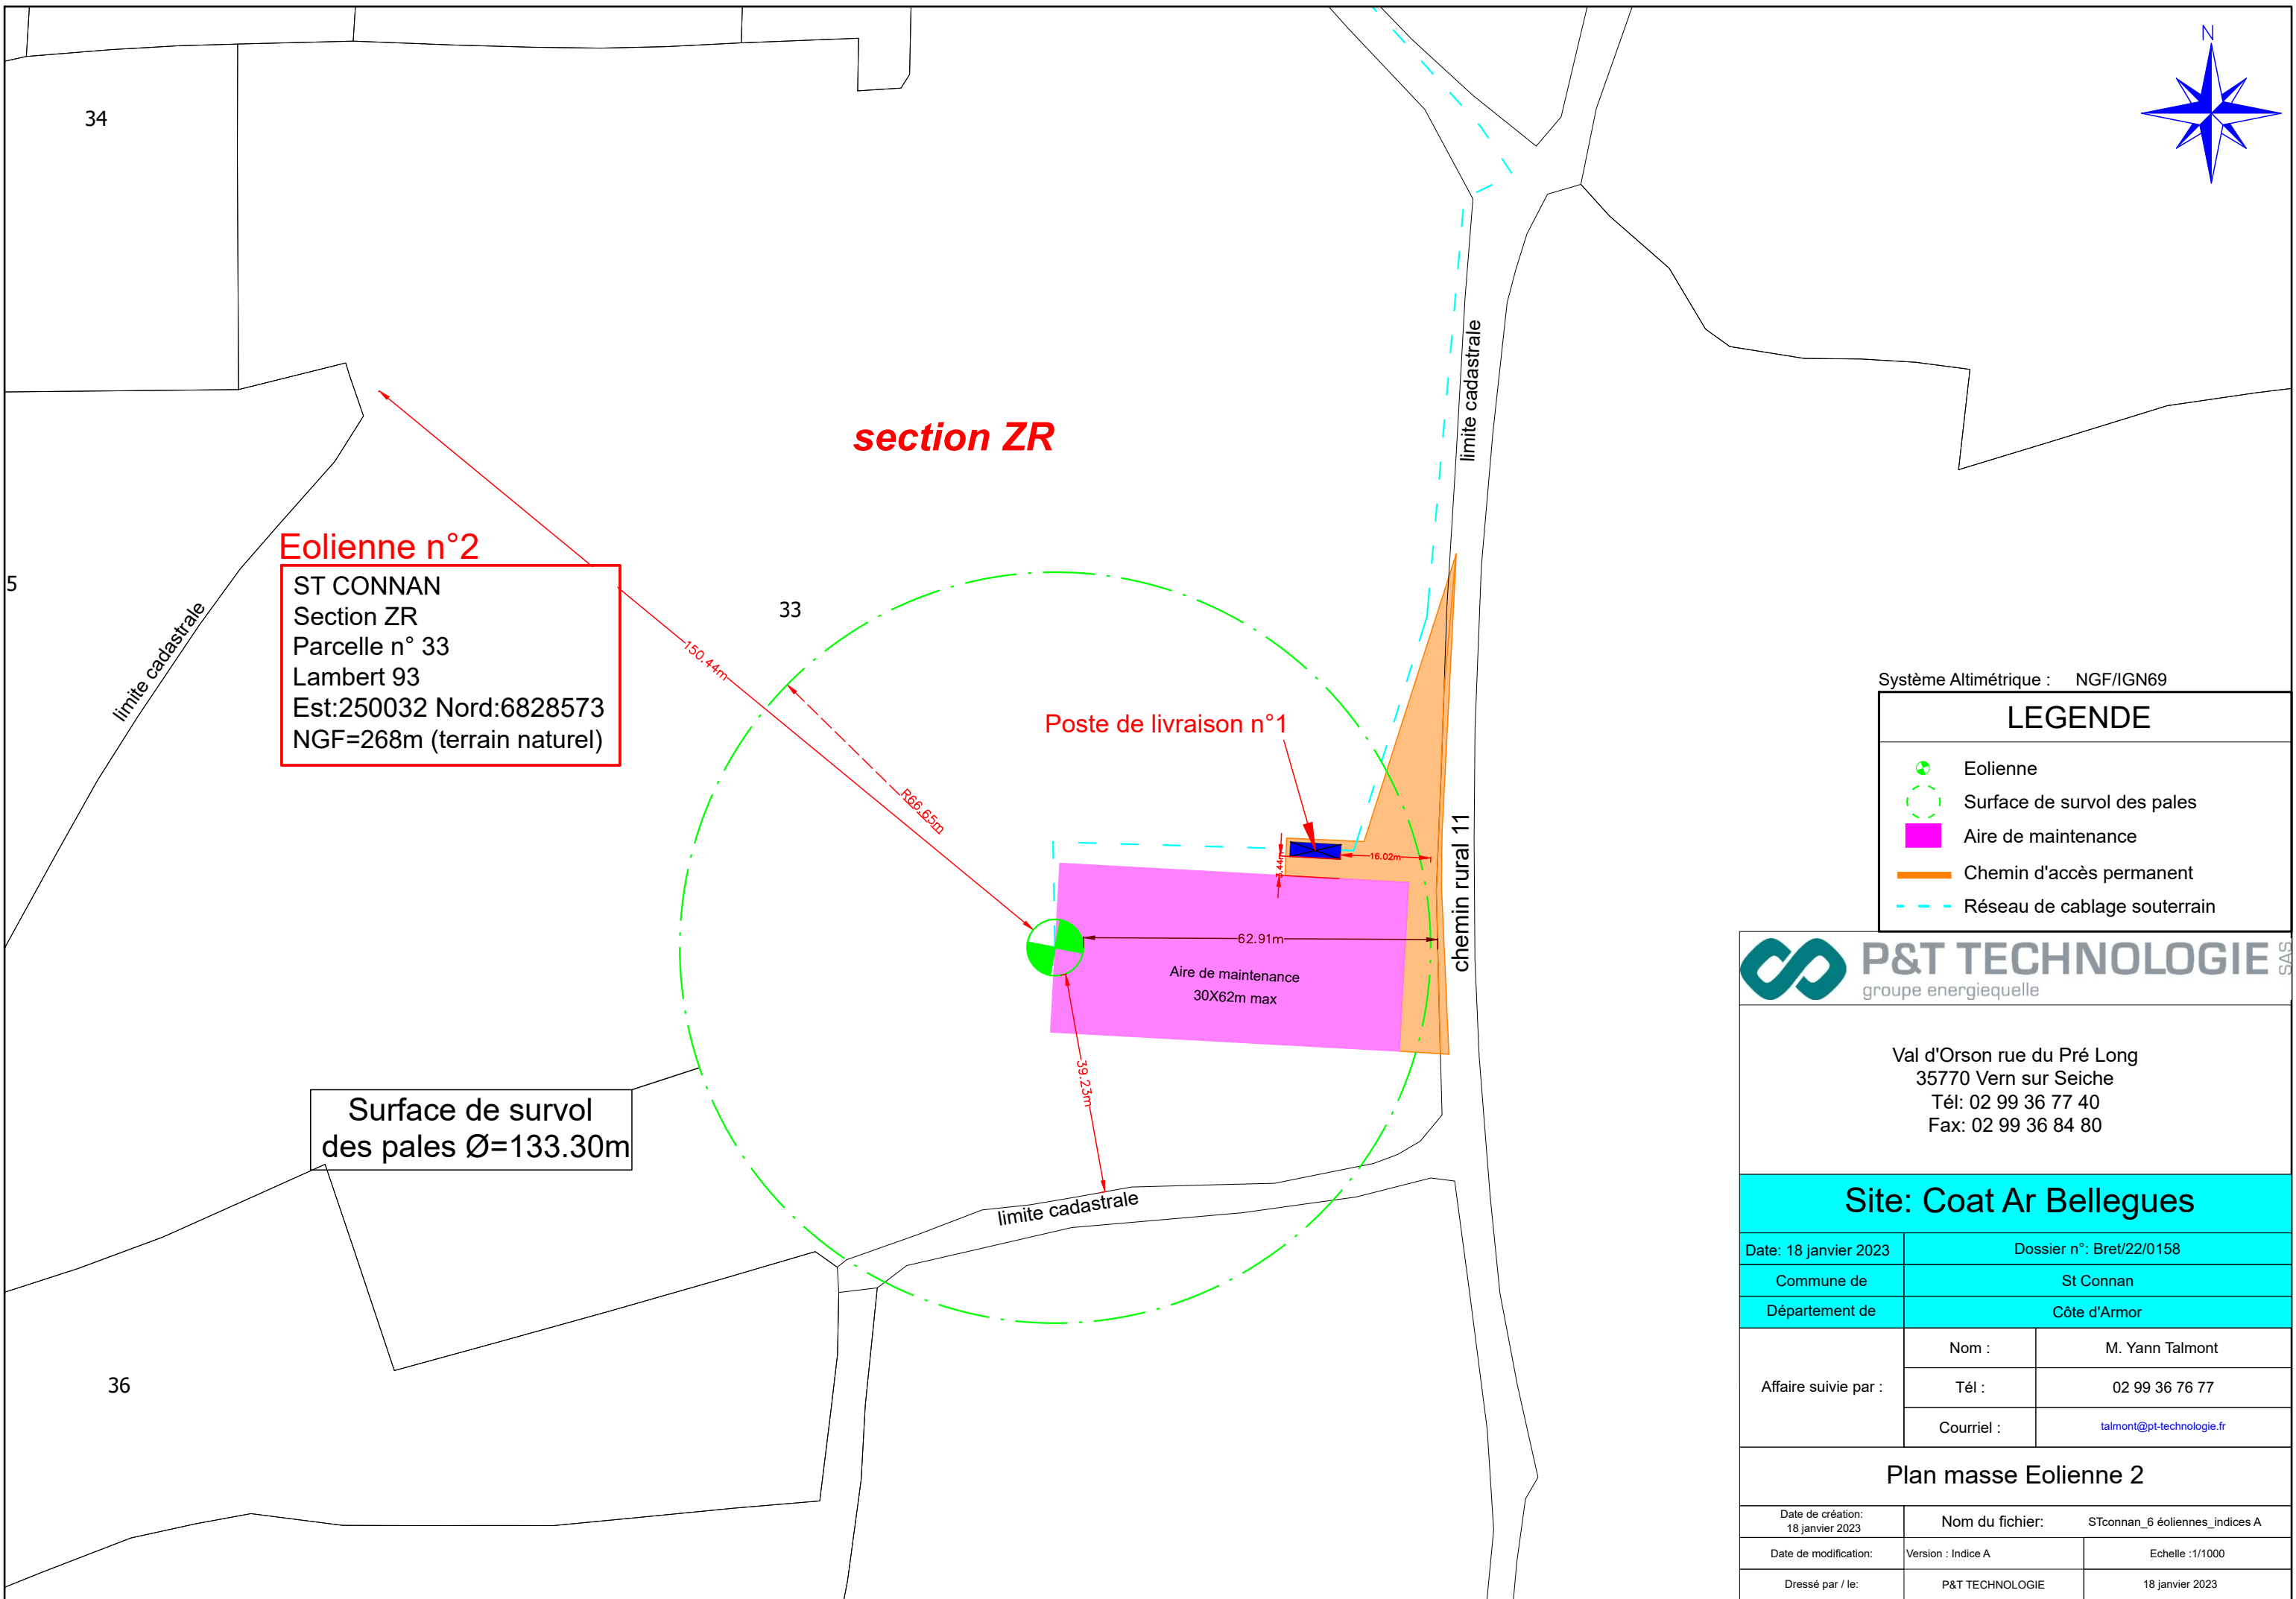 N
34
section ZR
limite cadastrale
Eolienne n°2
ST CONNAN
Section ZR
Parcelle n° 33
Lambert 93
Est:250032 Nord:6828573
NGF=268m (terrain naturel)
5
33
limite cadastrale
150.44m
R66.65m
Poste de livraison n°1
16.02m
3.44m
62.91m
Aire de maintenance
30X62m max
chemin rural 11
39.23m
Surface de survol
des pales Ø=133.30m
limite cadastrale
36
Système Altimétrique : NGF/IGN69
LEGENDE
Eolienne
Surface de survol des pales
Aire de maintenance
Chemin d'accès permanent
Réseau de cablage souterrain
P&T TECHNOLOGIE SAS
groupe energiequelle
Val d'Orson rue du Pré Long
35770 Vern sur Seiche
Tél: 02 99 36 77 40
Fax: 02 99 36 84 80
Site: Coat Ar Bellegues
Date: 18 janvier 2023 Dossier n°: Bret/22/0158
Commune de St Connan
Département de Côte d'Armor
Affaire suivie par :
Nom : M. Yann Talmont
Tél : 02 99 36 76 77
Courriel : talmont@pt-technologie.fr
Plan masse Eolienne 2
Date de création:
18 janvier 2023
Nom du fichier: STconnan_6 éoliennes_indices A
Date de modification: Version : Indice A Echelle :1/1000
Dressé par / le: P&T TECHNOLOGIE 18 janvier 2023